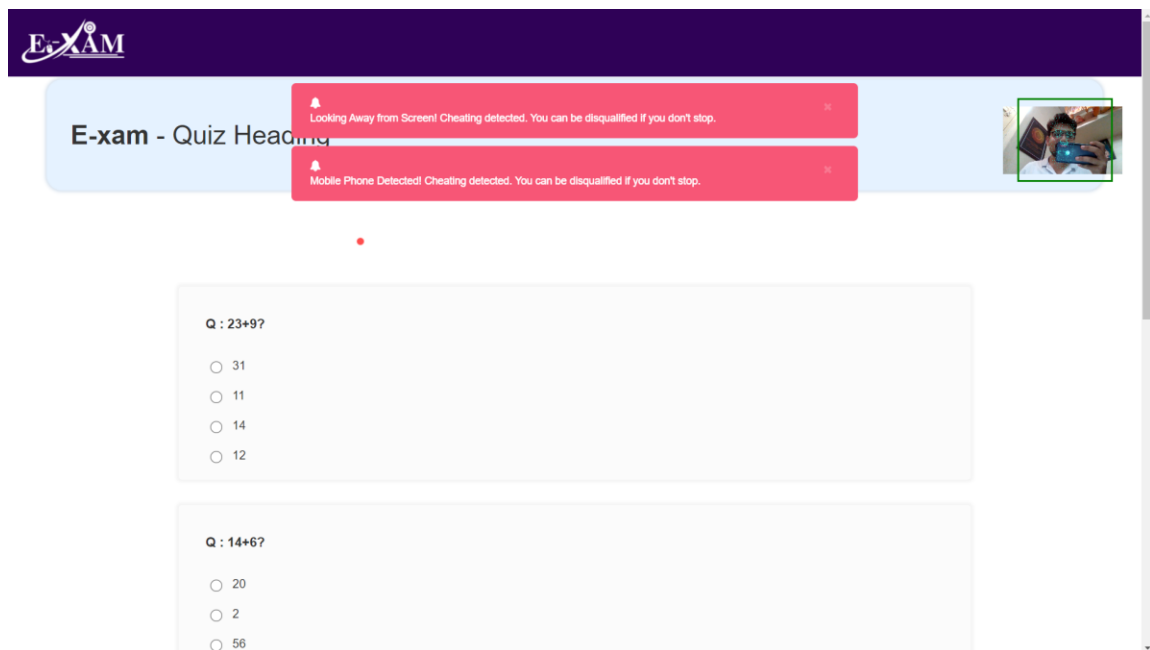 E-XAM
Looking Away from Screen! Cheating detected. You can be disqualified if you don't stop.
×
E-xam - Quiz Heading
Mobile Phone Detected! Cheating detected. You can be disqualified if you don't stop.
×
Q : 23+9?
31
11
14
12
Q : 14+6?
20
2
56